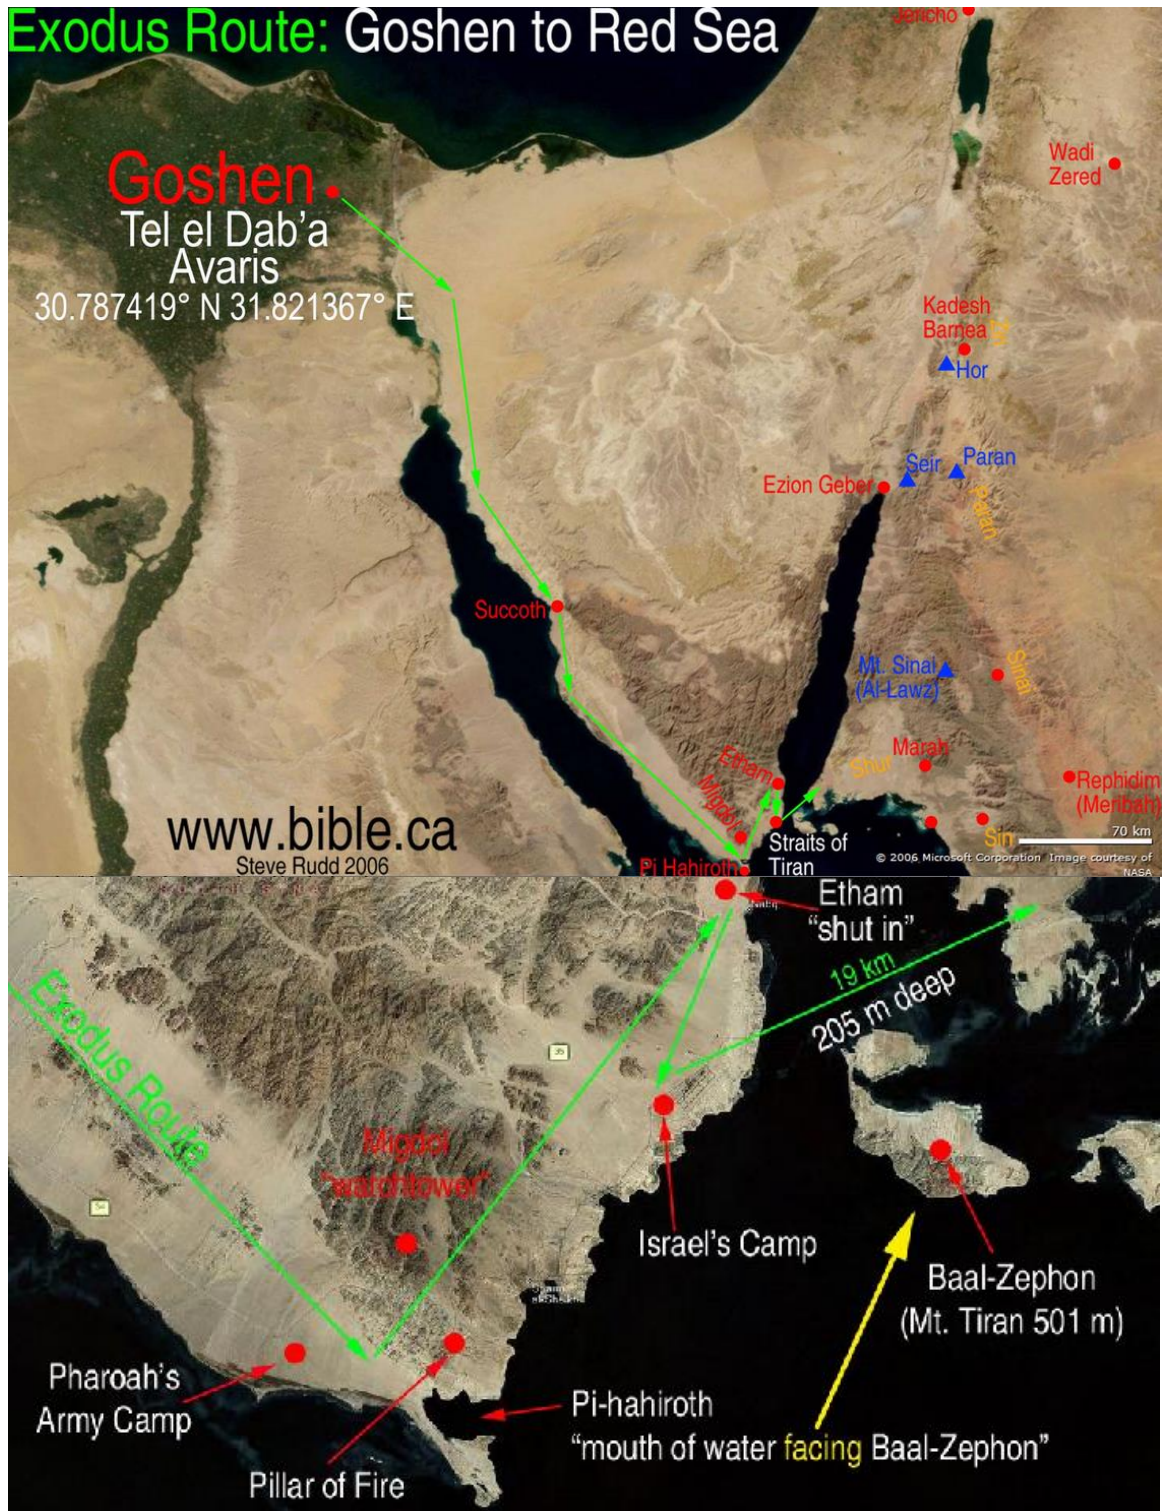 Exodus Route: Goshen to Red Sea
Jericho
Goshen
Tel el Dab'a
Avaris
30.787419° N 31.821367° E
Wadi
Zered
Kadesh
Barnea
Zin
Hor
Seir
Paran
Ezion Geber
Paran
Succoth
Mt. Sinai
(Al-Lawz)
Sinai
Etham
Shur
Marah
Migdol
Rephidim
(Meribah)
www.bible.ca
Steve Rudd 2006
Straits of
Tiran
Sin
70 km
Pi Hahiroth
© 2006 Microsoft Corporation Image courtesy of
NASA
Etham
"shut in"
19 km
205 m deep
Exodus Route
35
Migdol
"watchtower"
34
Israel's Camp
Baal-Zephon
(Mt. Tiran 501 m)
Pharoah's
Army Camp
Pi-hahiroth
"mouth of water facing Baal-Zephon"
Pillar of Fire